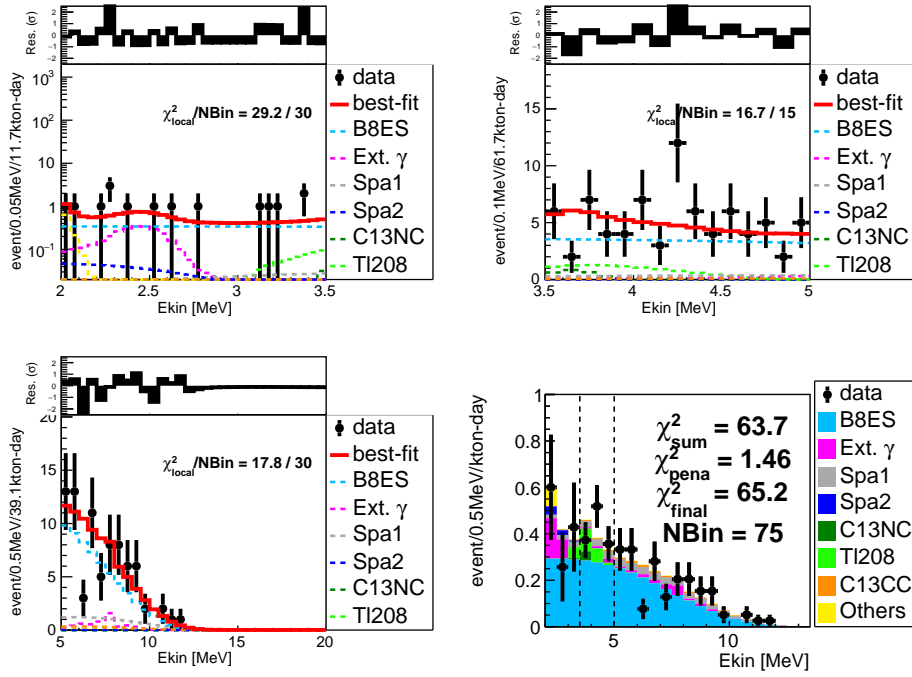 Res. (σ)
2
1
0
−1
−2
event/0.05MeV/11.7kton-day
10³
10²
10
1
10⁻¹
χ²local/NBin = 29.2 / 30
2 2.5 3 3.5
Ekin [MeV]
data
best-fit
B8ES
Ext. γ
Spa1
Spa2
C13NC
Tl208
Res. (σ)
2
1
0
−1
−2
event/0.1MeV/61.7kton-day
15
10
5
0
χ²local/NBin = 16.7 / 15
3.5 4 4.5 5
Ekin [MeV]
data
best-fit
B8ES
Ext. γ
Spa1
Spa2
C13NC
Tl208
Res. (σ)
2
1
0
−1
−2
event/0.5MeV/39.1kton-day
20
15
10
5
0
χ²local/NBin = 17.8 / 30
5 10 15 20
Ekin [MeV]
data
best-fit
B8ES
Ext. γ
Spa1
Spa2
C13NC
Tl208
event/0.5MeV/kton-day
1
0.8
0.6
0.4
0.2
0
χ²sum = 63.7
χ²pena = 1.46
χ²final = 65.2
NBin = 75
5 10
Ekin [MeV]
data
B8ES
Ext. γ
Spa1
Spa2
C13NC
Tl208
C13CC
Others